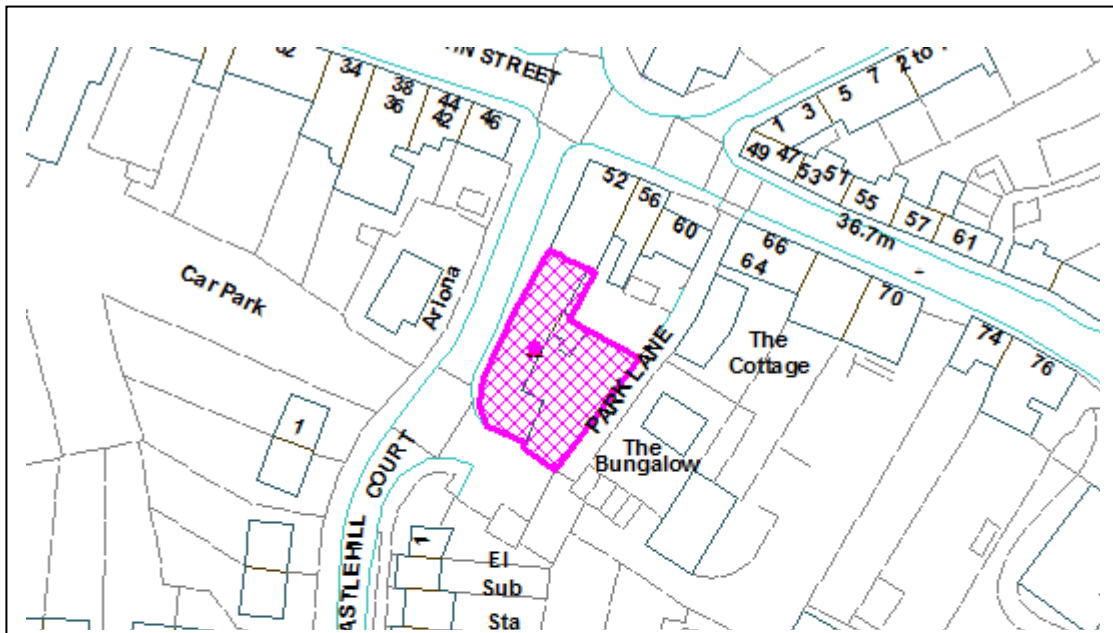 STREET
34
38
36
44
42
46
52
56
60
1
3
5
7
2 to
49
47
53
51
55
57
61
36.7m
66
64
70
74
76
Car Park
Arlona
The
Cottage
PARK LANE
The
Bungalow
1
COURT
ASTLEHILL
1
El
Sub
Sta